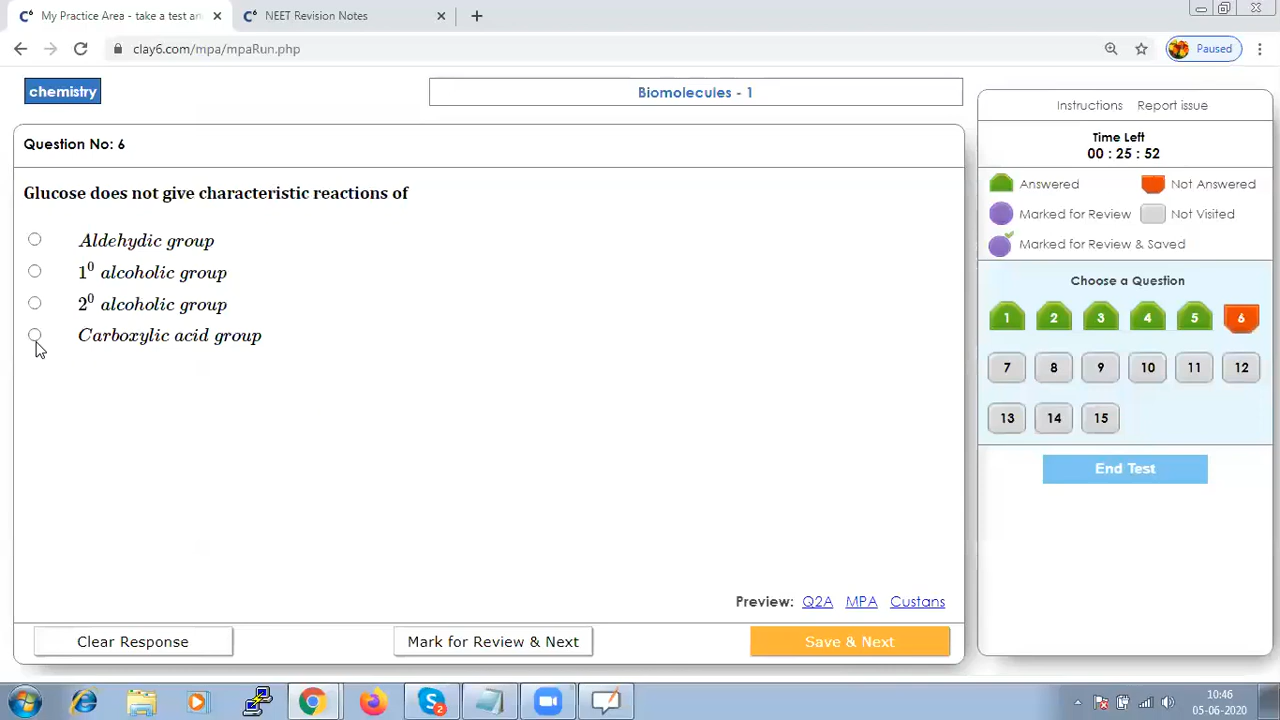 My Practice Area - take a test an
NEET Revision Notes
clay6.com/mpa/mpaRun.php
Paused
chemistry
Biomolecules - 1
Instructions Report issue
Question No: 6
Time Left
00 : 25 : 52
Glucose does not give characteristic reactions of
Answered
Not Answered
Marked for Review
Not Visited
Marked for Review & Saved
Aldehydic group
1⁰ alcoholic group
2⁰ alcoholic group
Carboxylic acid group
Choose a Question
1 2 3 4 5 6
7 8 9 10 11 12
13 14 15
End Test
Preview: Q2A MPA Custans
Clear Response
Mark for Review & Next
Save & Next
2
10:46
05-06-2020